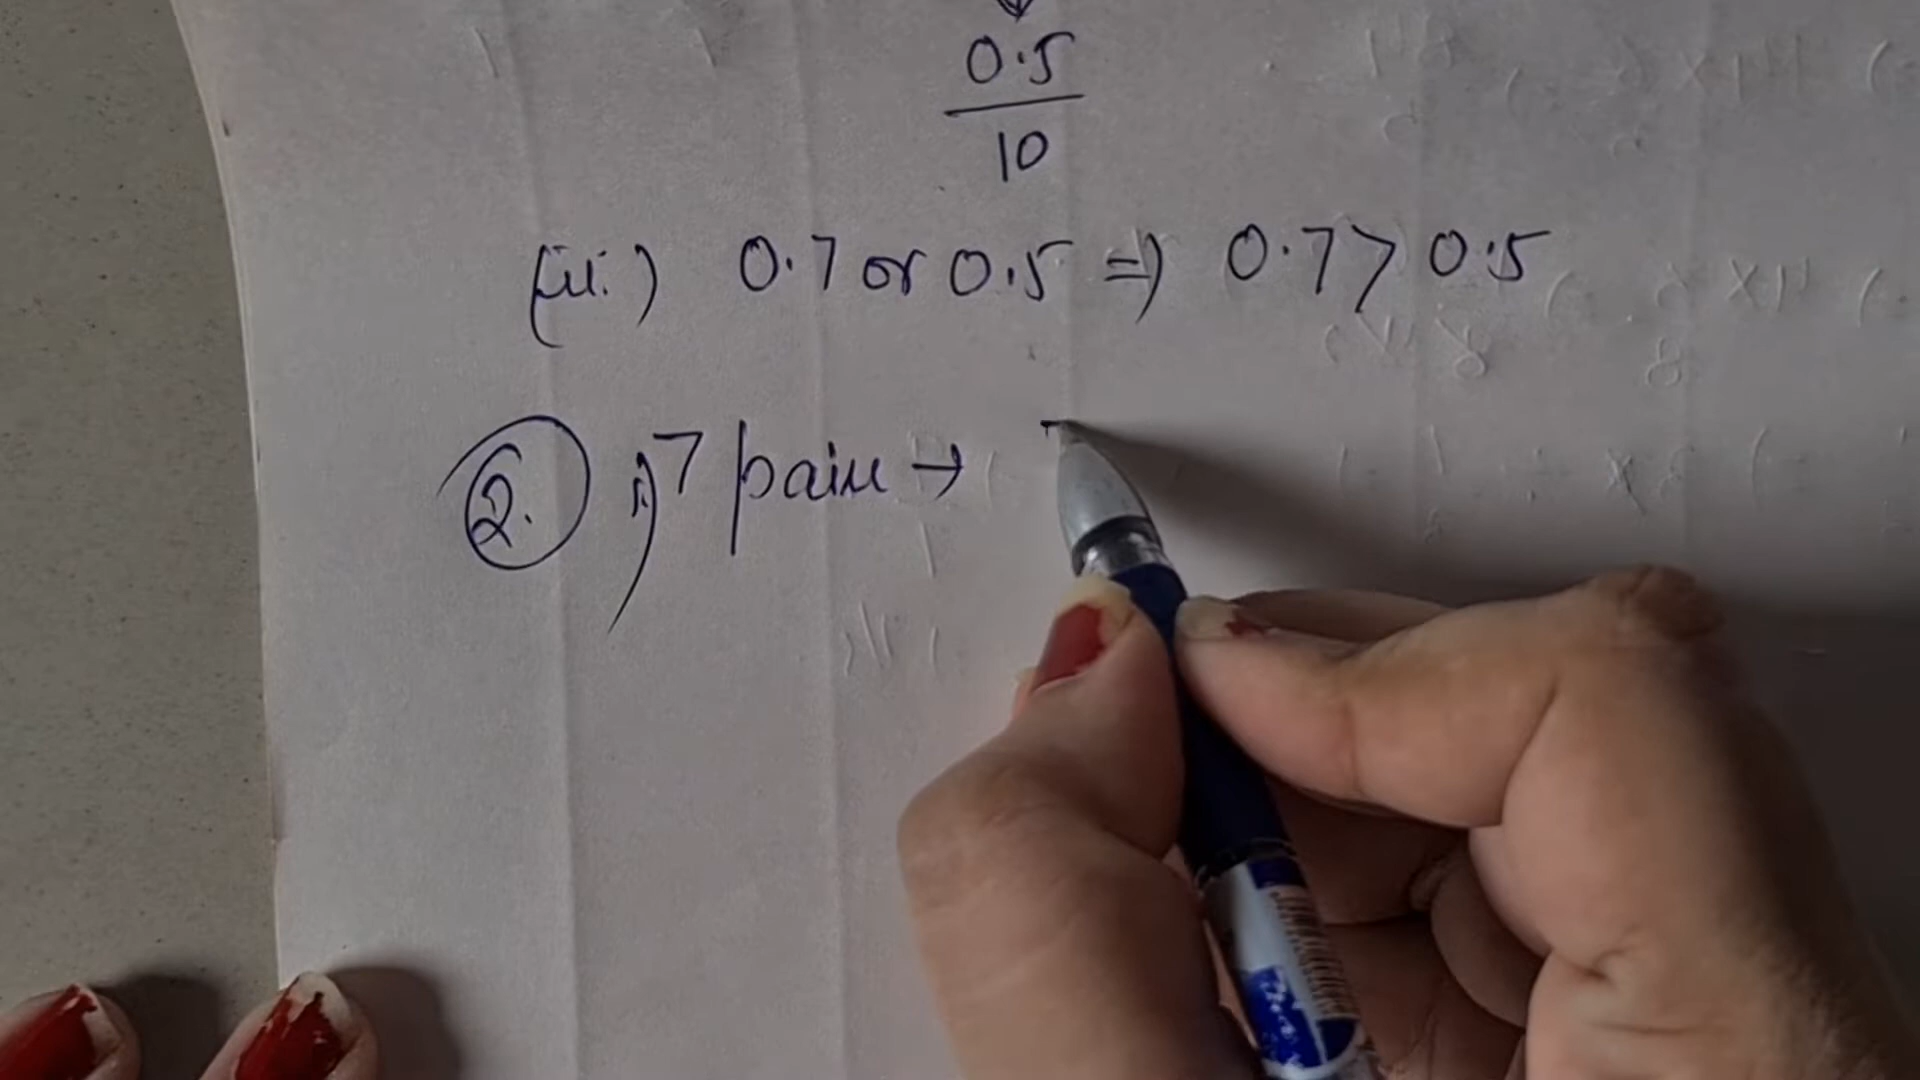 0.5
10
(iii.) 0.7 or 0.5 => 0.7 > 0.5
2. i) 7 paise →